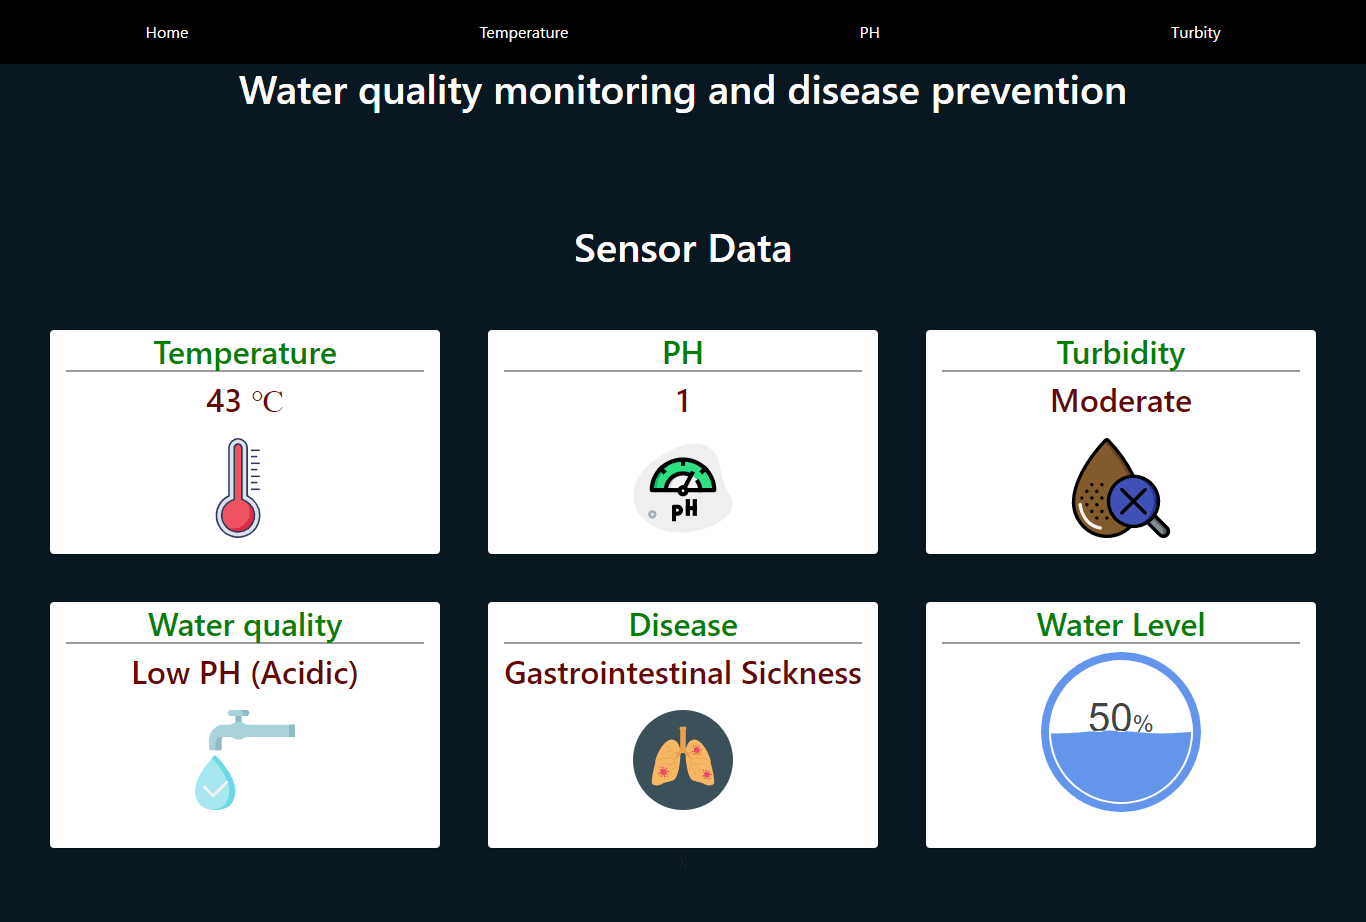 Home
Temperature
PH
Turbity
Water quality monitoring and disease prevention
Sensor Data
Temperature
43 °C
PH
1
pH
Turbidity
Moderate
Water quality
Low PH (Acidic)
Disease
Gastrointestinal Sickness
Water Level
50%